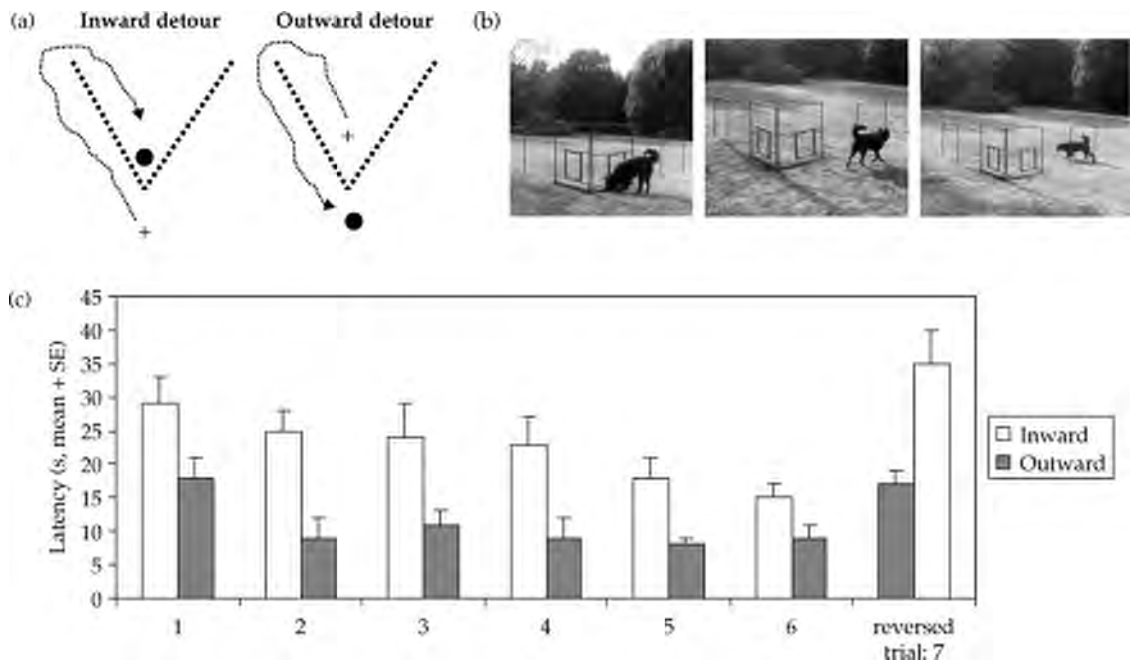 (a)
Inward detour
Outward detour
(b)
(c)
Latency (s, mean + SE)
45
40
35
30
25
20
15
10
5
0
1
2
3
4
5
6
reversed
trial: 7
Inward
Outward